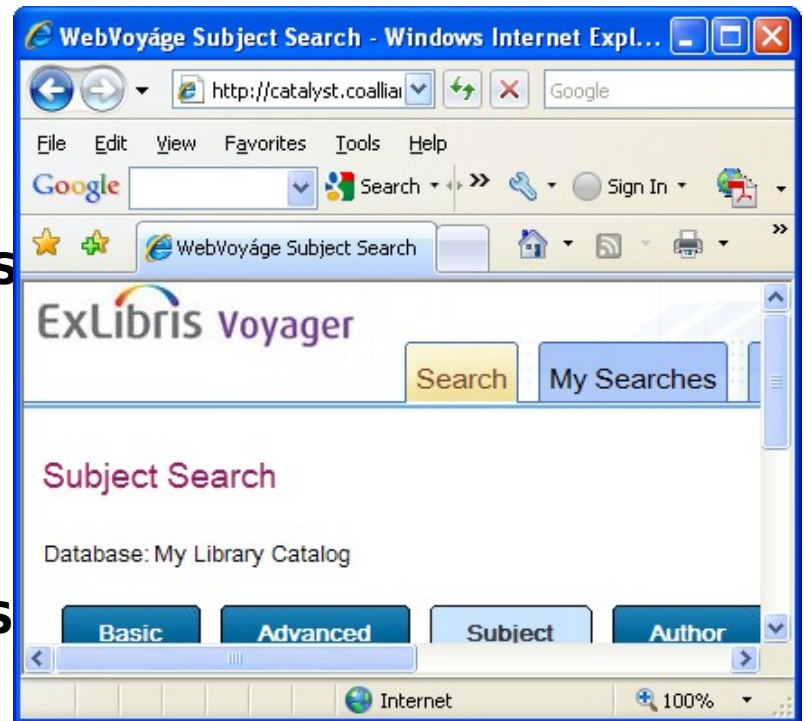 WebVoyáge Subject Search - Windows Internet Expl...
http://catalyst.coallia
Google
File Edit View Favorites Tools Help
Google Search Sign In
WebVoyáge Subject Search
s
ExLibris Voyager
Search My Searches
Subject Search
Database: My Library Catalog
s
Basic Advanced Subject Author
Internet 100%